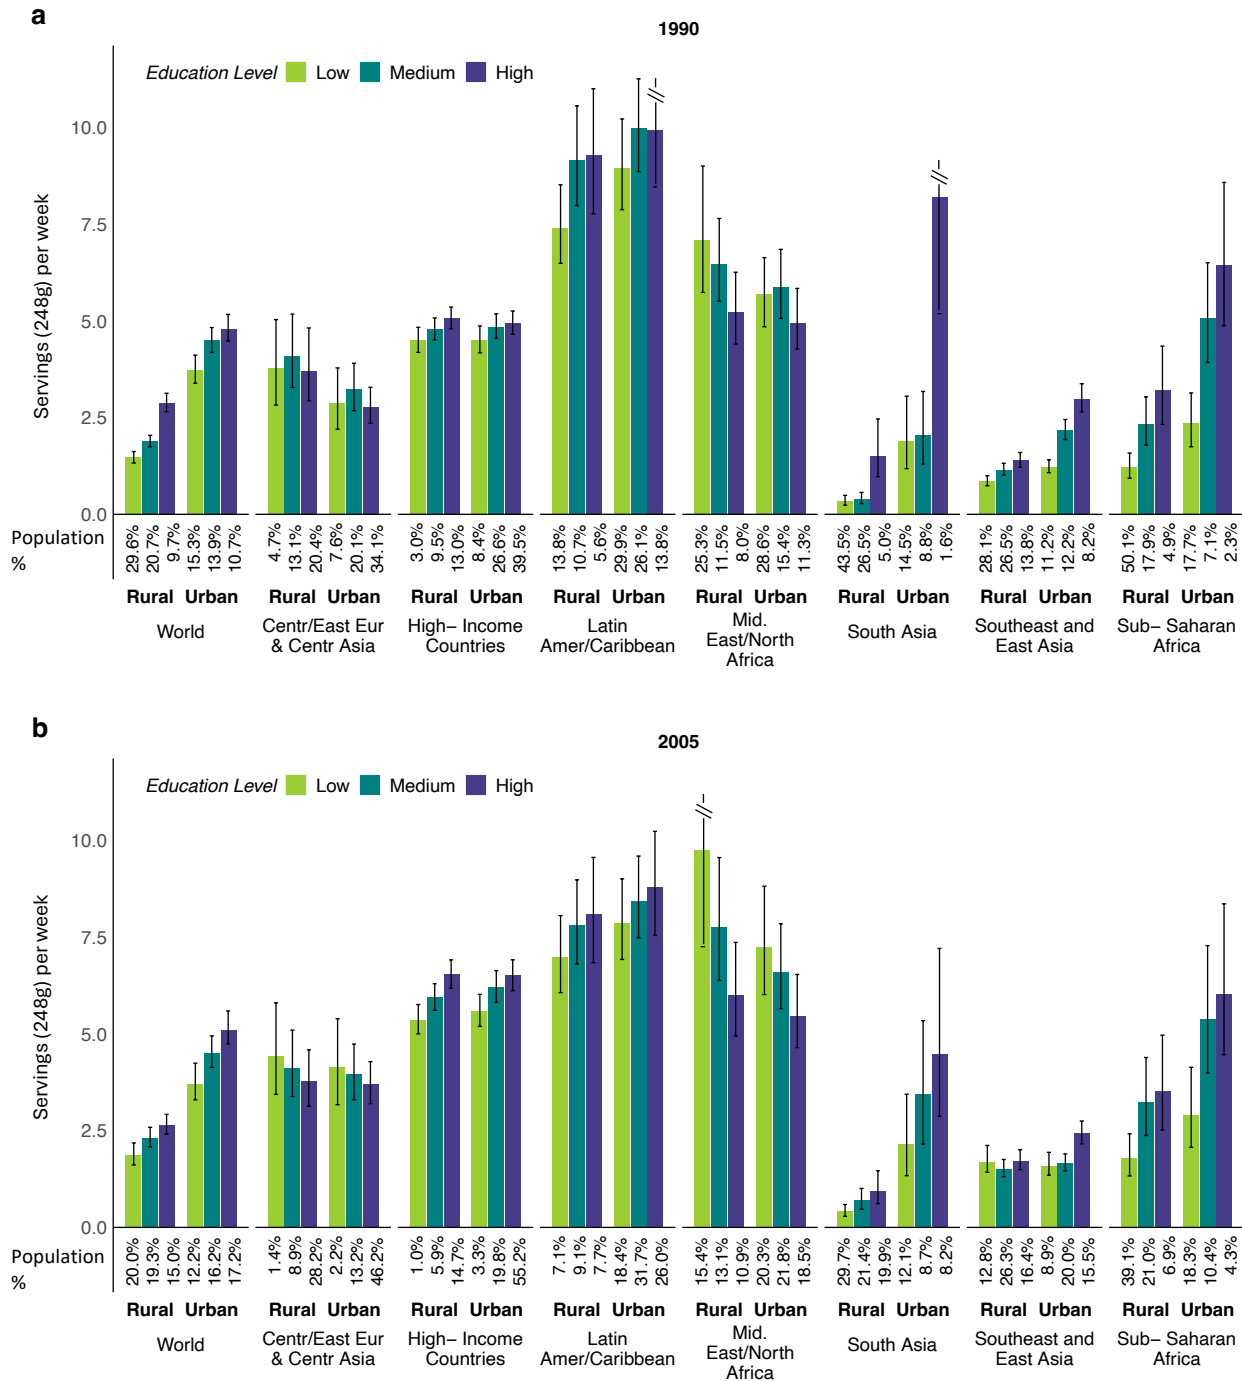 a
1990
Education Level Low Medium High
Servings (248g) per week
10.0
7.5
5.0
2.5
0.0
Population
%
29.6% 20.7% 9.7% 15.3% 13.9% 10.7% 4.7% 13.1% 20.4% 7.6% 20.1% 34.1% 3.0% 9.5% 13.0% 8.4% 26.6% 39.5% 13.8% 10.7% 5.6% 29.9% 26.1% 13.8% 25.3% 11.5% 8.0% 28.6% 15.4% 11.3% 43.5% 26.5% 5.0% 14.5% 8.8% 1.6% 28.1% 26.5% 13.8% 11.2% 12.2% 8.2% 50.1% 17.9% 4.9% 17.7% 7.1% 2.3%
Rural Urban Rural Urban Rural Urban Rural Urban Rural Urban Rural Urban Rural Urban Rural Urban
World
Centr/East Eur
& Centr Asia
High– Income
Countries
Latin
Amer/Caribbean
Mid.
East/North
Africa
South Asia
Southeast and
East Asia
Sub– Saharan
Africa
b
2005
Education Level Low Medium High
Servings (248g) per week
10.0
7.5
5.0
2.5
0.0
Population
%
20.0% 19.3% 15.0% 12.2% 16.2% 17.2% 1.4% 8.9% 28.2% 2.2% 13.2% 46.2% 1.0% 5.9% 14.7% 3.3% 19.8% 55.2% 7.1% 9.1% 7.7% 18.4% 31.7% 26.0% 15.4% 13.1% 10.9% 20.3% 21.8% 18.5% 29.7% 21.4% 19.9% 12.1% 8.7% 8.2% 12.8% 26.3% 16.4% 8.9% 20.0% 15.5% 39.1% 21.0% 6.9% 18.3% 10.4% 4.3%
Rural Urban Rural Urban Rural Urban Rural Urban Rural Urban Rural Urban Rural Urban Rural Urban
World
Centr/East Eur
& Centr Asia
High– Income
Countries
Latin
Amer/Caribbean
Mid.
East/North
Africa
South Asia
Southeast and
East Asia
Sub– Saharan
Africa